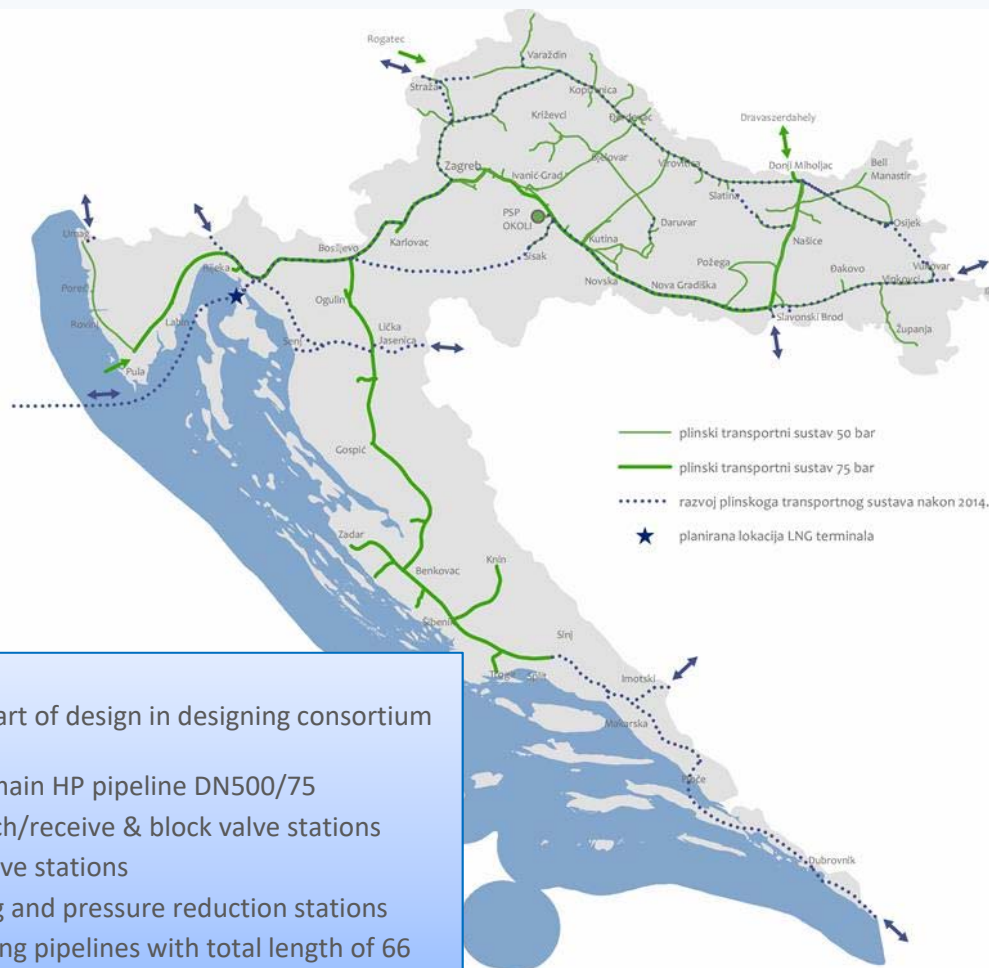 Rogatec
Varaždin
Straža
Koprivnica
Križevci
Đurđevac
Dravaszerdahely
Zagreb
Ivanić-Grad
Bjelovar
Virovitica
Donji Miholjac
Beli
Manastir
Slatina
PSP
OKOLI
Daruvar
Osijek
Umag
Bosiljevo
Karlovac
Kutina
Našice
Rijeka
Sisak
Požega
Đakovo
Vukovar
Vinkovci
Novska
Nova Gradiška
Poreč
Ogulin
Rovinj
Labin
Lička
Jasenica
Slavonski Brod
Senj
Županja
Pula
plinski transportni sustav 50 bar
plinski transportni sustav 75 bar
Gospić
razvoj plinskoga transportnog sustava nakon 2014.
planirana lokacija LNG terminala
Zadar
Knin
Benkovac
Šibenik
Sinj
Split
Imotski
Makarska
Ploče
Dubrovnik
art of design in designing consortium
main HP pipeline DN500/75
ch/receive & block valve stations
ve stations
g and pressure reduction stations
ng pipelines with total length of 66